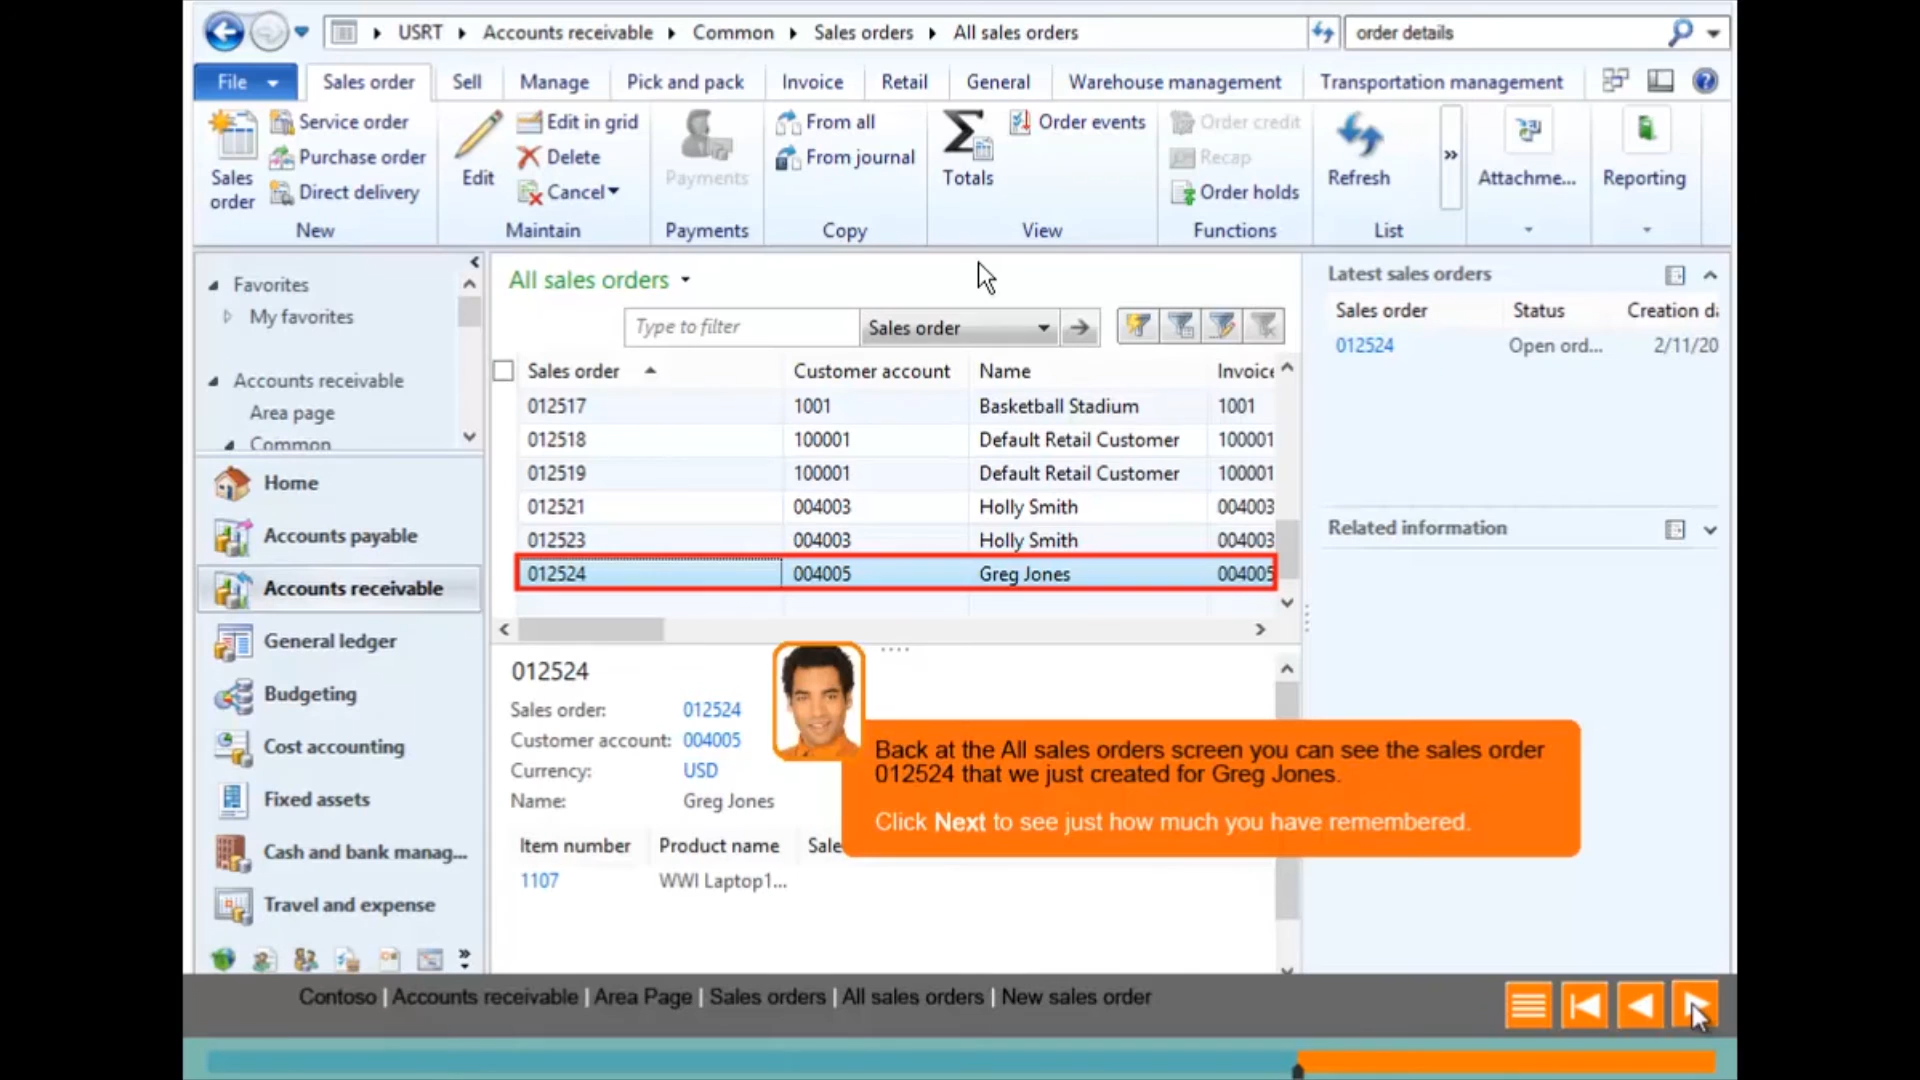 USRT ▸ Accounts receivable ▸ Common ▸ Sales orders ▸ All sales orders
order details
File
Sales order
Sell
Manage
Pick and pack
Invoice
Retail
General
Warehouse management
Transportation management
Sales order
Service order
Purchase order
Direct delivery
New
Edit
Edit in grid
Delete
Cancel
Maintain
Payments
Payments
From all
From journal
Copy
Totals
Order events
View
Order credit
Recap
Order holds
Functions
Refresh
List
Attachme...
Reporting
Favorites
My favorites
Accounts receivable
Area page
Common
Home
Accounts payable
Accounts receivable
General ledger
Budgeting
Cost accounting
Fixed assets
Cash and bank manag...
Travel and expense
All sales orders
Type to filter
Sales order
Sales order Customer account Name Invoice
012517 1001 Basketball Stadium 1001
012518 100001 Default Retail Customer 100001
012519 100001 Default Retail Customer 100001
012521 004003 Holly Smith 004003
012523 004003 Holly Smith 004003
012524 004005 Greg Jones 004005
012524
Sales order: 012524
Customer account: 004005
Currency: USD
Name: Greg Jones
Item number Product name Sale
1107 WWI Laptop1...
Latest sales orders
Sales order Status Creation d
012524 Open ord... 2/11/20
Related information
Back at the All sales orders screen you can see the sales order
012524 that we just created for Greg Jones.
Click Next to see just how much you have remembered.
Contoso | Accounts receivable | Area Page | Sales orders | All sales orders | New sales order